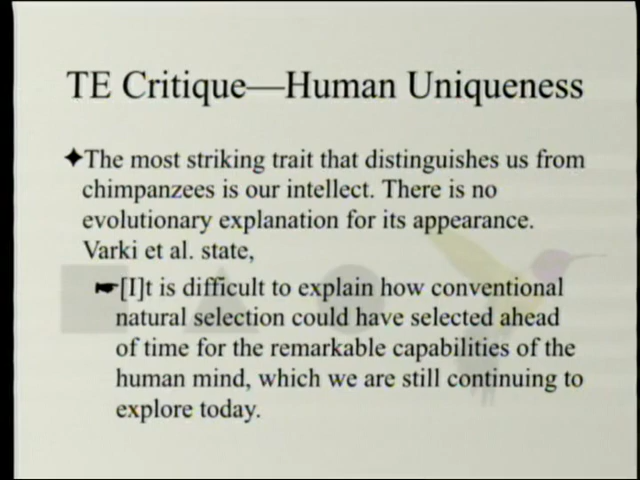 TE Critique—Human Uniqueness
The most striking trait that distinguishes us from
chimpanzees is our intellect. There is no
evolutionary explanation for its appearance.
Varki et al. state,
[I]t is difficult to explain how conventional
natural selection could have selected ahead
of time for the remarkable capabilities of the
human mind, which we are still continuing to
explore today.